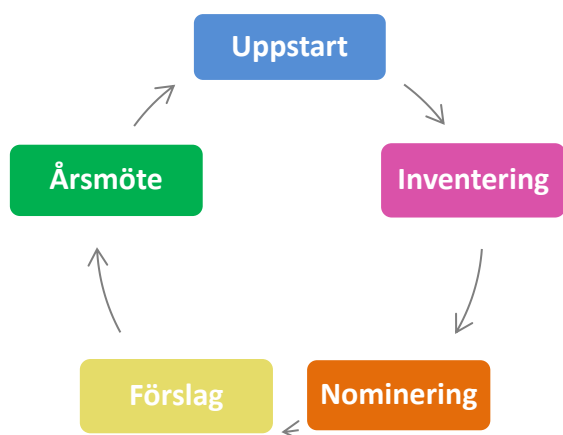 Uppstart
Inventering
Nominering
Förslag
Årsmöte